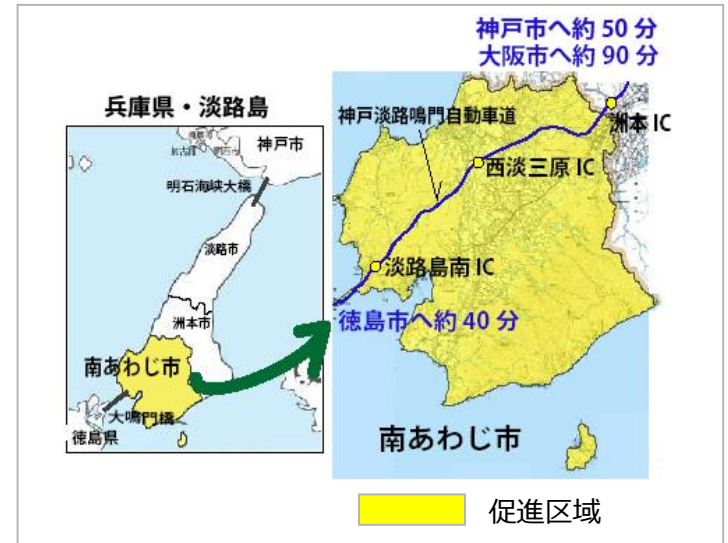 神戸市へ約 50 分
大阪市へ約 90 分
兵庫県・淡路島
神戸市
明石海峡大橋
淡路市
洲本市
南あわじ市
大鳴門橋
徳島県
神戸淡路鳴門自動車道
洲本 IC
西淡三原 IC
淡路島南 IC
徳島市へ約 40 分
南あわじ市
促進区域